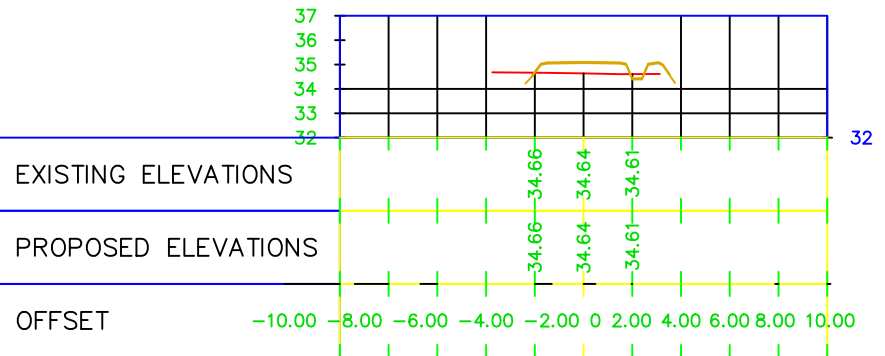 37
36
35
34
33
32
32
EXISTING ELEVATIONS 34.66 34.64 34.61
PROPOSED ELEVATIONS 34.66 34.64 34.61
OFFSET -10.00 -8.00 -6.00 -4.00 -2.00 0 2.00 4.00 6.00 8.00 10.00